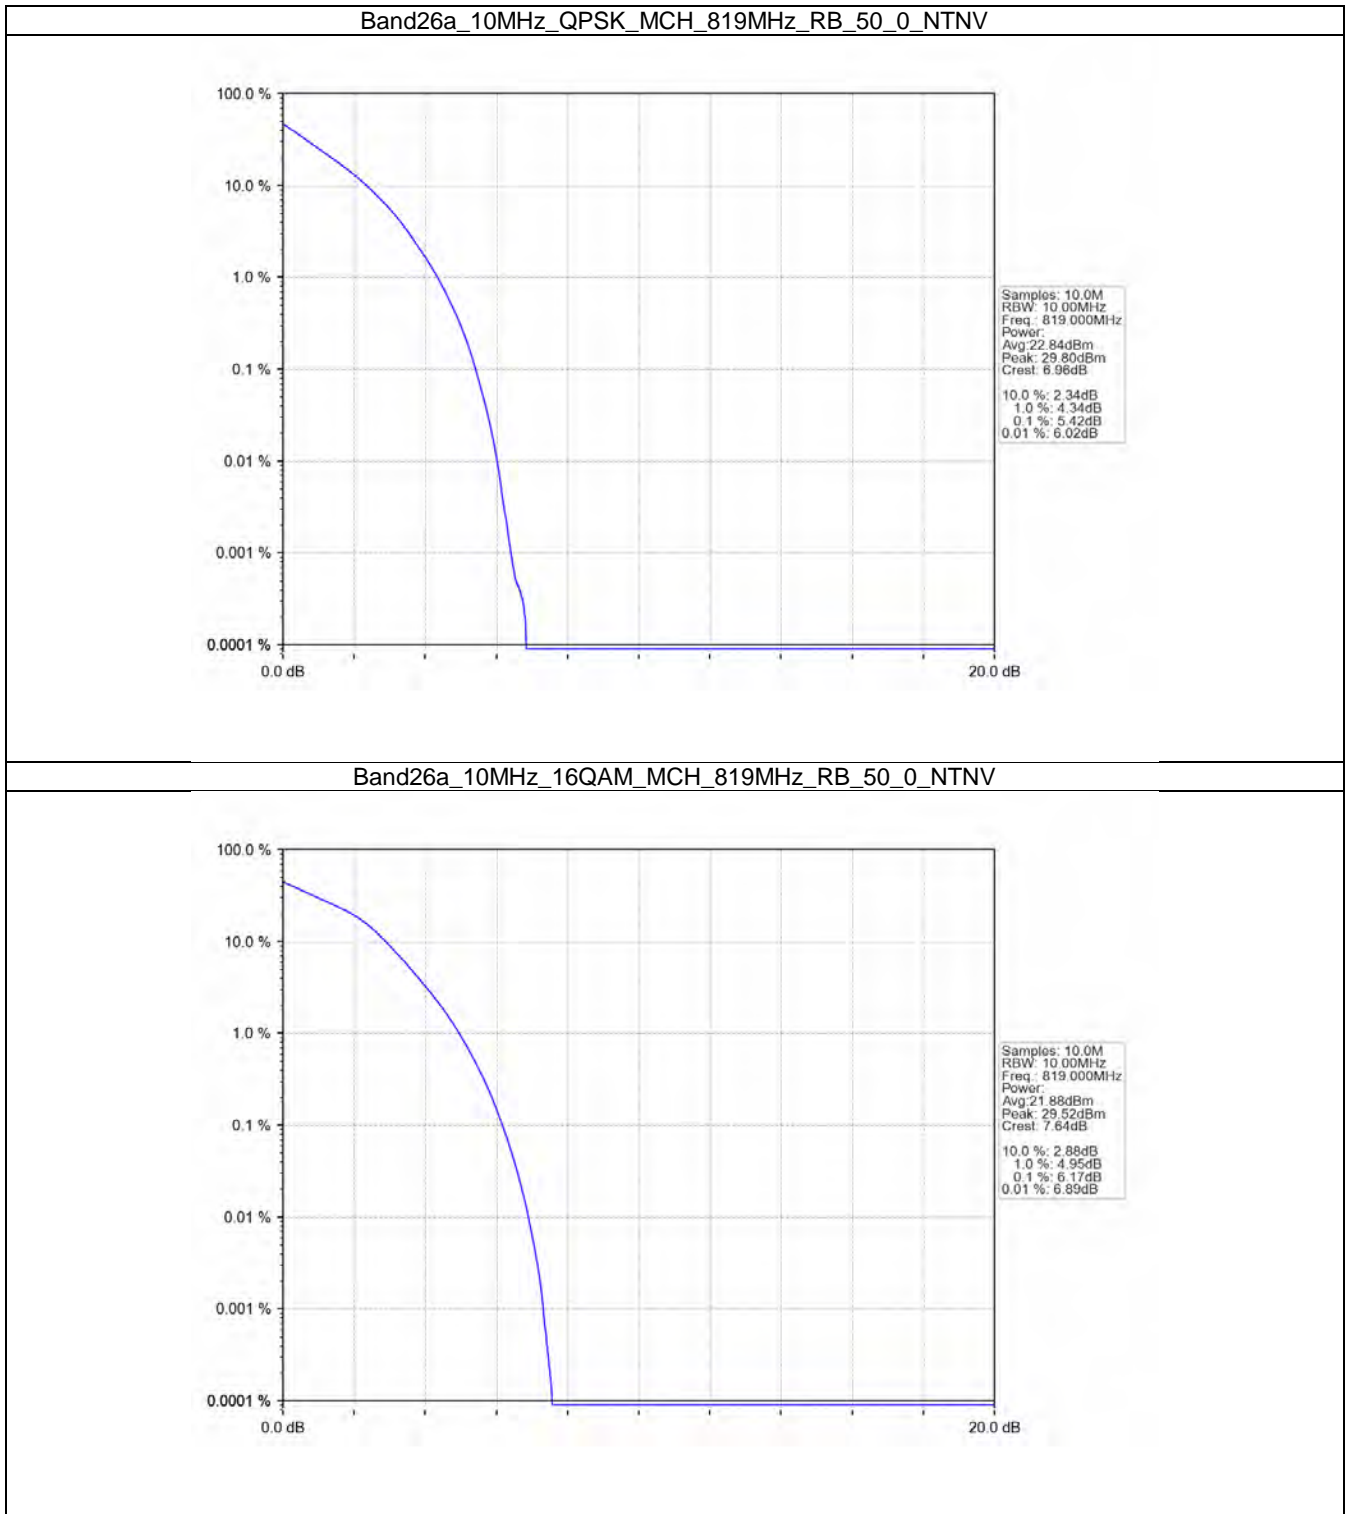 Band26a_10MHz_QPSK_MCH_819MHz_RB_50_0_NTNV
100.0 %
10.0 %
1.0 %
0.1 %
0.01 %
0.001 %
0.0001 %
0.0 dB
20.0 dB
Samples: 10.0M
RBW: 10.00MHz
Freq.: 819.000MHz
Power:
Avg:22.84dBm
Peak: 29.80dBm
Crest: 6.96dB
10.0 %: 2.34dB
1.0 %: 4.34dB
0.1 %: 5.42dB
0.01 %: 6.02dB
Band26a_10MHz_16QAM_MCH_819MHz_RB_50_0_NTNV
100.0 %
10.0 %
1.0 %
0.1 %
0.01 %
0.001 %
0.0001 %
0.0 dB
20.0 dB
Samples: 10.0M
RBW: 10.00MHz
Freq.: 819.000MHz
Power:
Avg:21.88dBm
Peak: 29.52dBm
Crest: 7.64dB
10.0 %: 2.88dB
1.0 %: 4.95dB
0.1 %: 6.17dB
0.01 %: 6.89dB